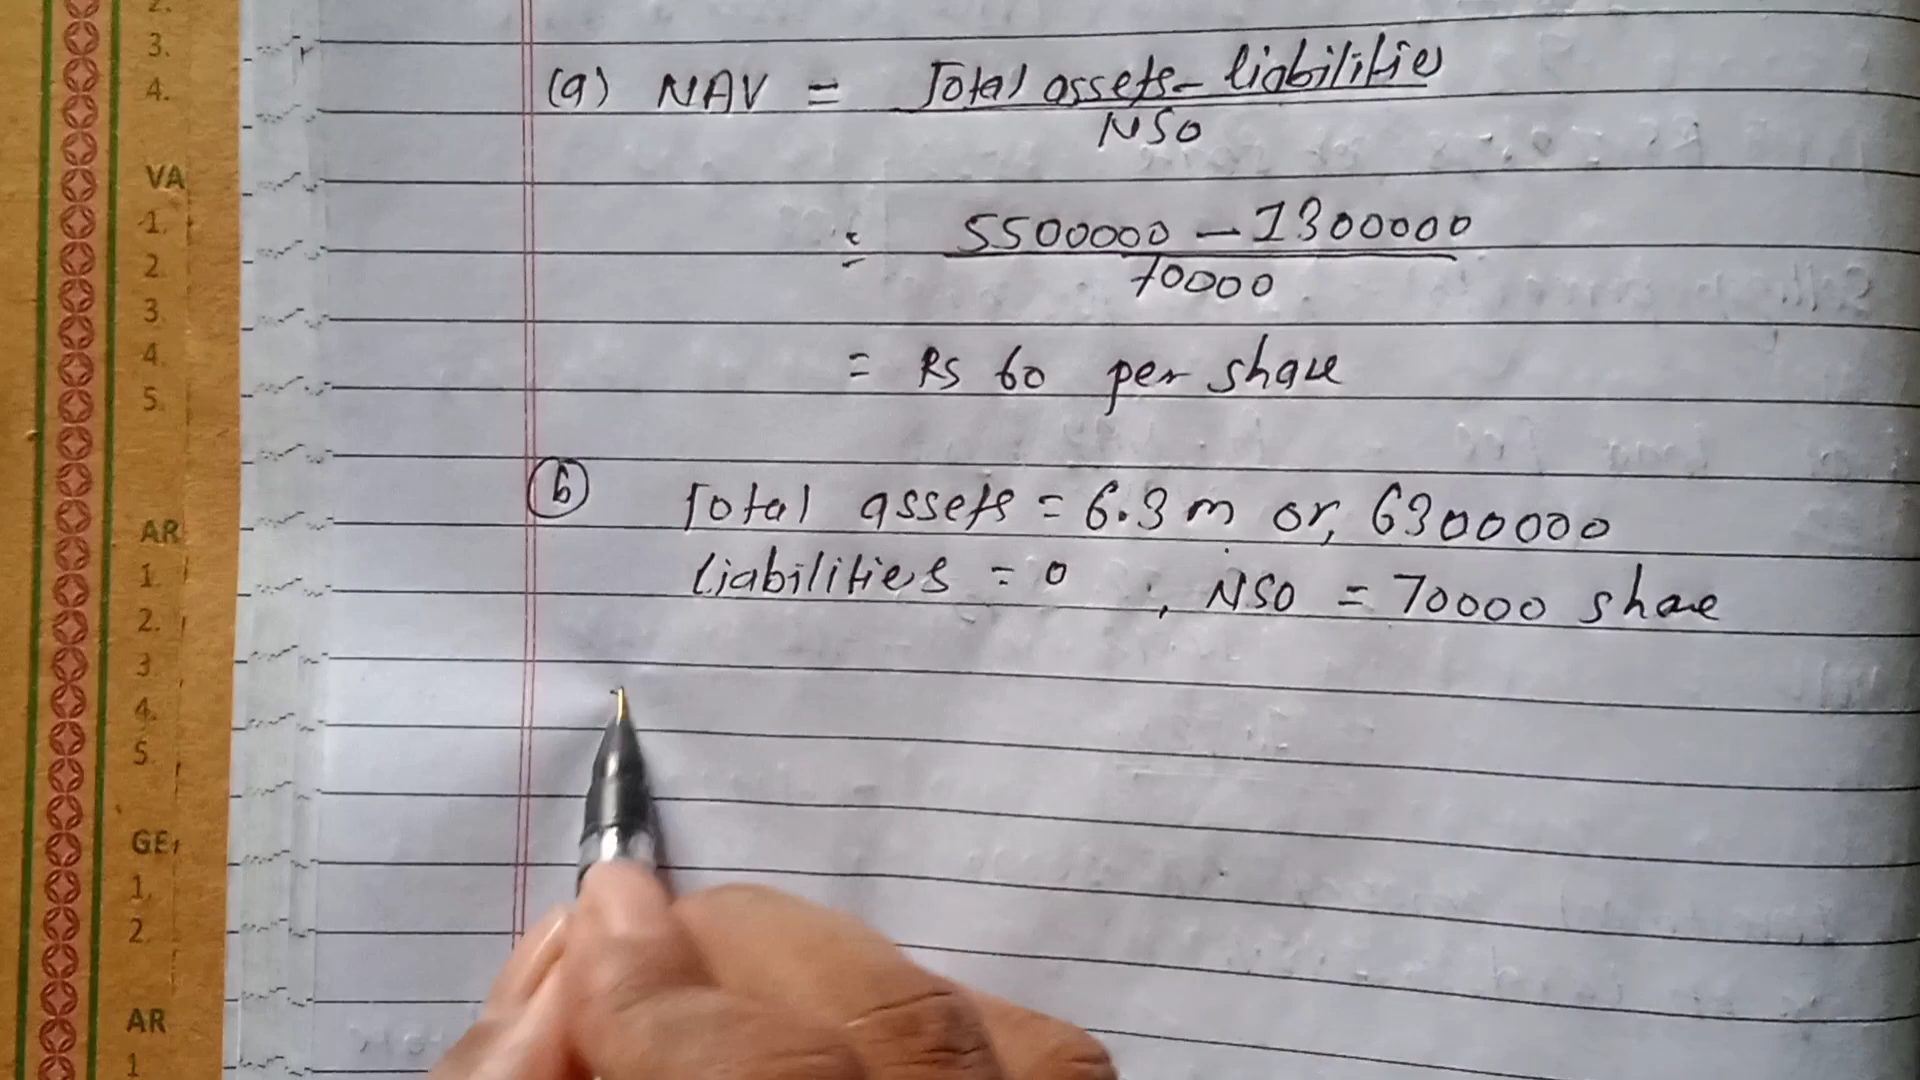 2.
3.
4.
VA
1.
2.
3.
4.
5.
AR
1.
2.
3.
4.
5.
GE
1.
2.
AR
1
(a) NAV = Total assets - liabilities
NSO
= 5500000 - 1300000
70000
= Rs 60 per share
(b) Total assets = 6.3 m or, 6300000
liabilities = 0 , NSO = 70000 share